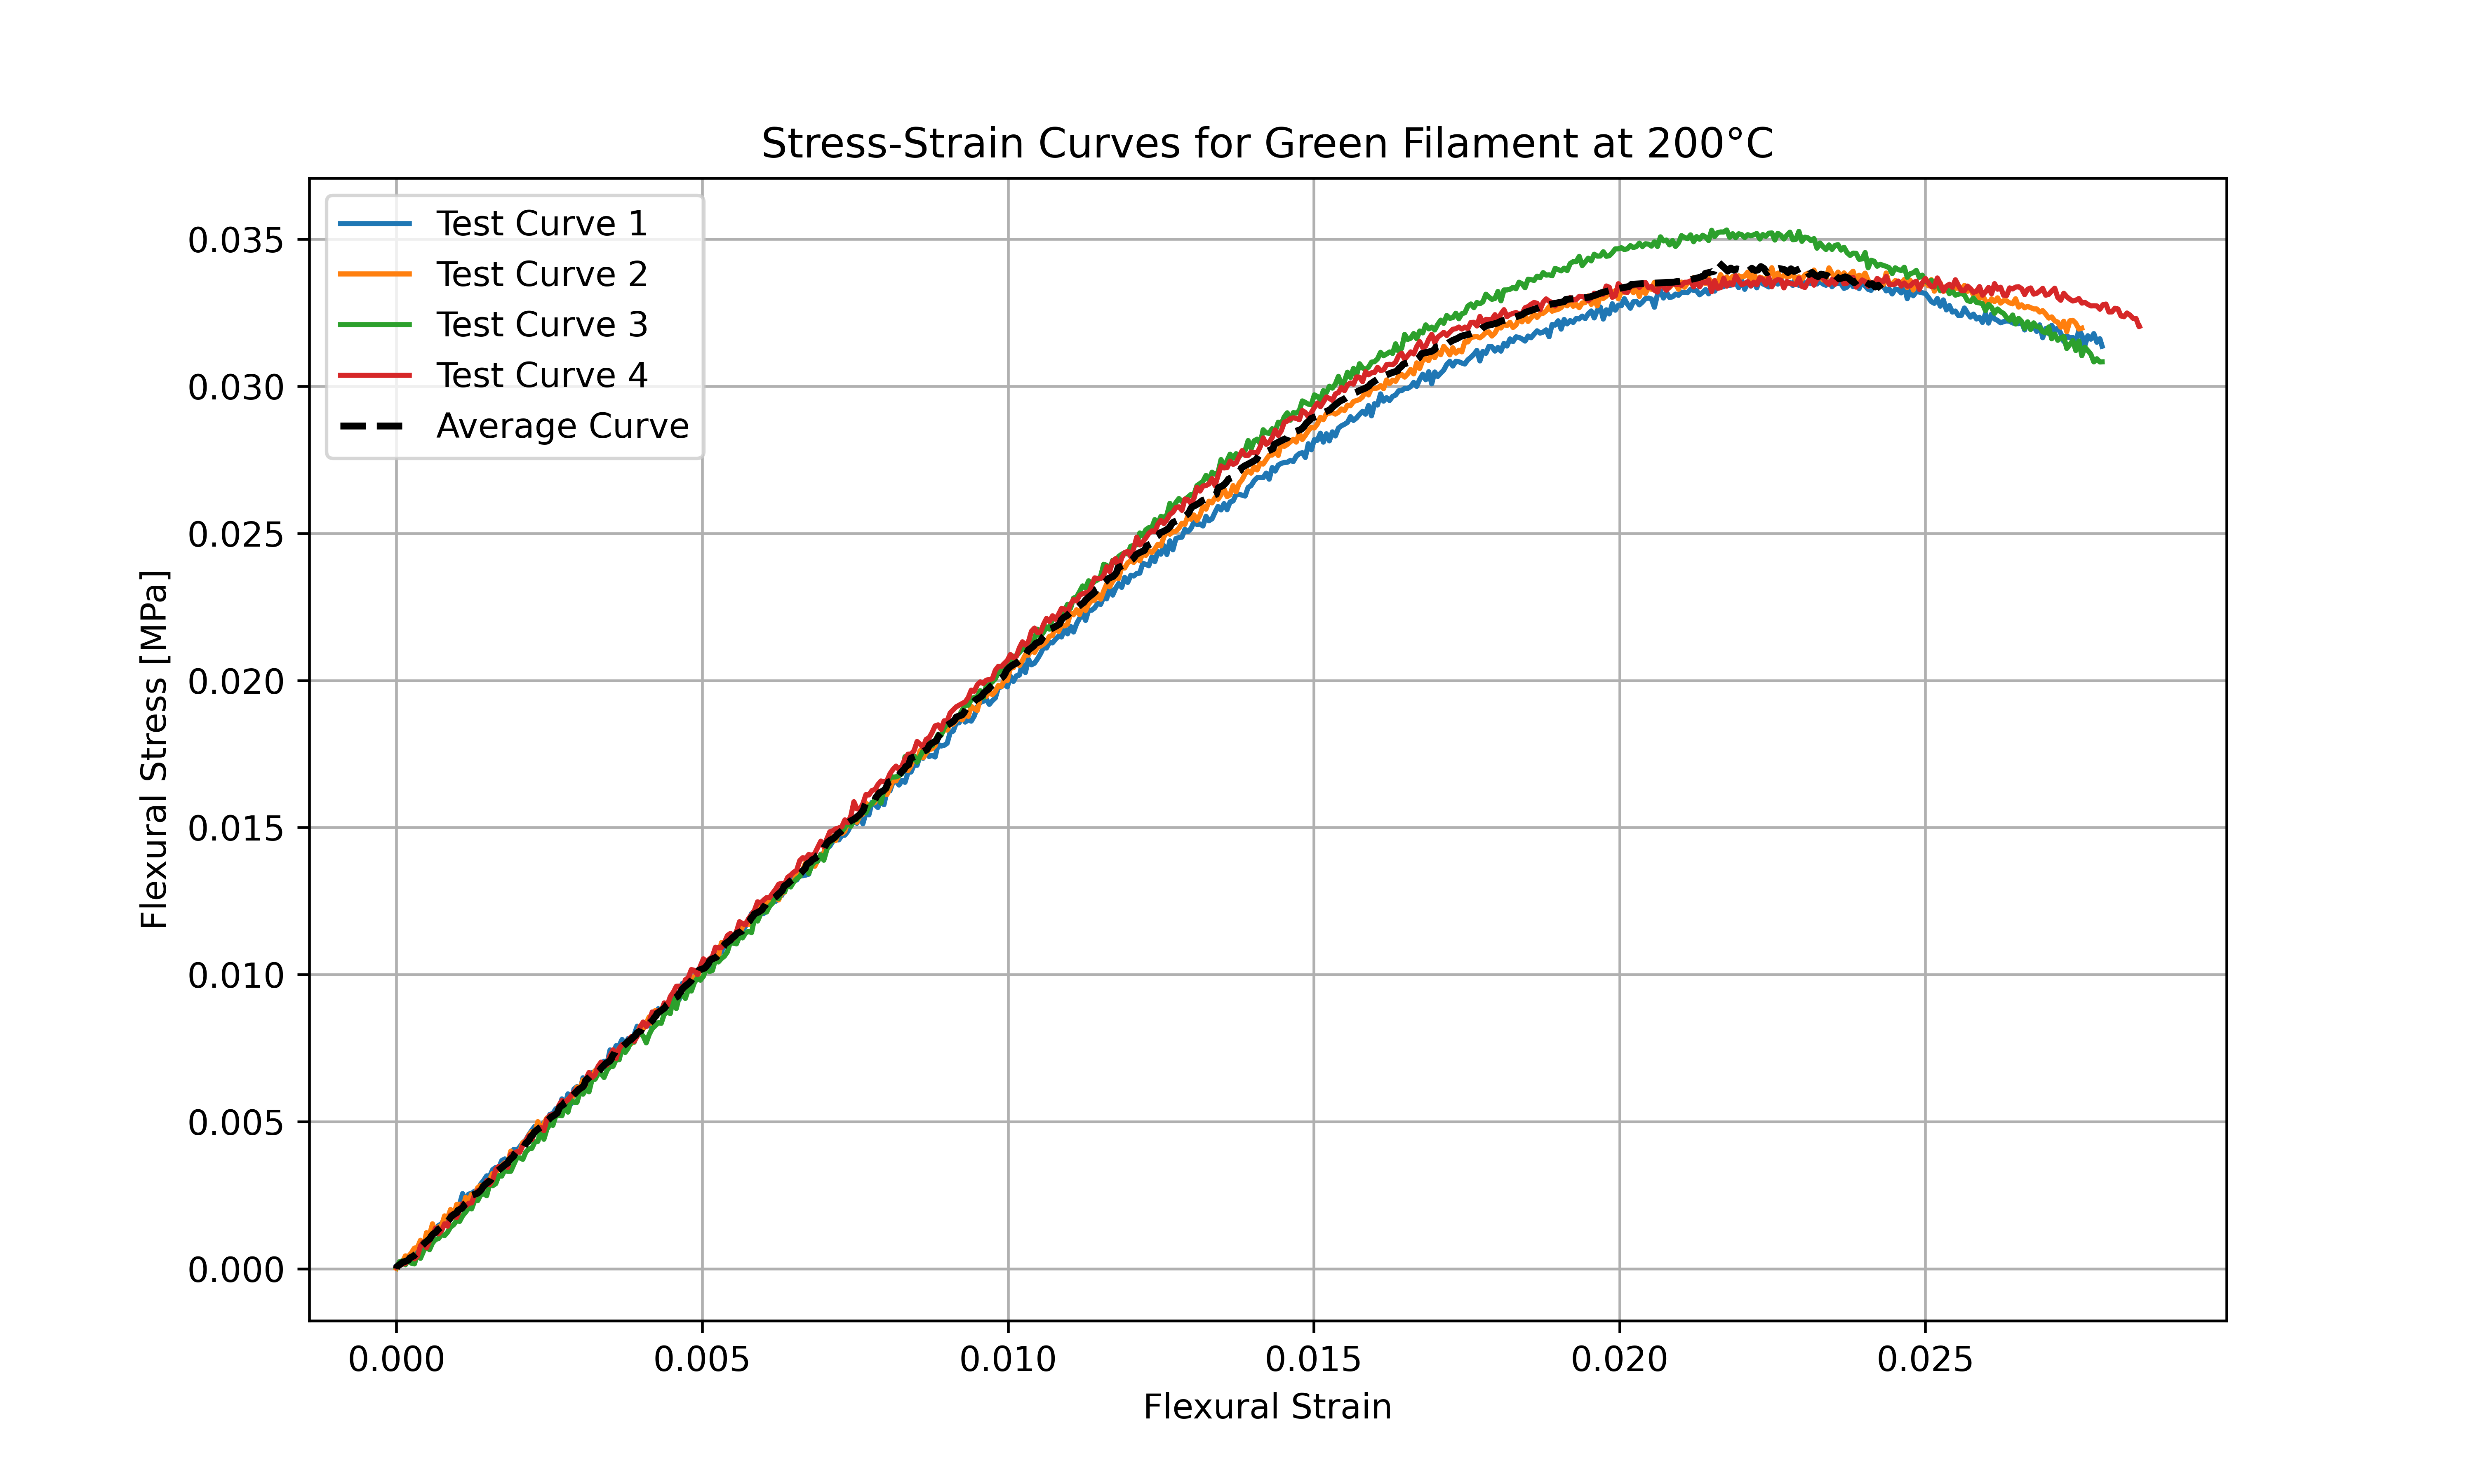 Stress-Strain Curves for Green Filament at 200°C
Test Curve 1
Test Curve 2
Test Curve 3
Test Curve 4
Average Curve
Flexural Stress [MPa]
0.035
0.030
0.025
0.020
0.015
0.010
0.005
0.000
0.000 0.005 0.010 0.015 0.020 0.025
Flexural Strain